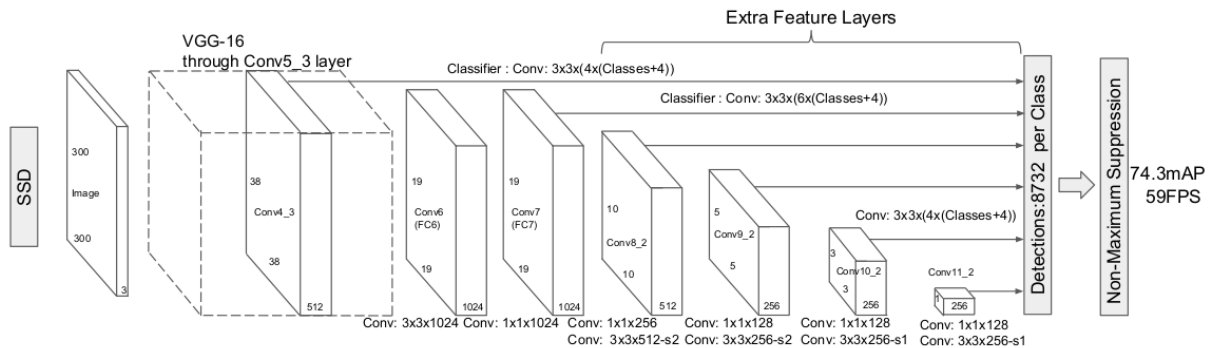 Extra Feature Layers
VGG-16
through Conv5_3 layer
Classifier : Conv: 3x3x(4x(Classes+4))
Classifier : Conv: 3x3x(6x(Classes+4))
SSD
300
Image
300
3
38
Conv4_3
38
512
19
Conv6
(FC6)
19
1024
19
Conv7
(FC7)
19
1024
10
Conv8_2
10
512
5
Conv9_2
5
256
Conv: 3x3x(4x(Classes+4))
3
Conv10_2
3
256
Conv11_2
1
256
Detections:8732 per Class
Non-Maximum Suppression
74.3mAP
59FPS
Conv: 3x3x1024
Conv: 1x1x1024
Conv: 1x1x256
Conv: 3x3x512-s2
Conv: 1x1x128
Conv: 3x3x256-s2
Conv: 1x1x128
Conv: 3x3x256-s1
Conv: 1x1x128
Conv: 3x3x256-s1